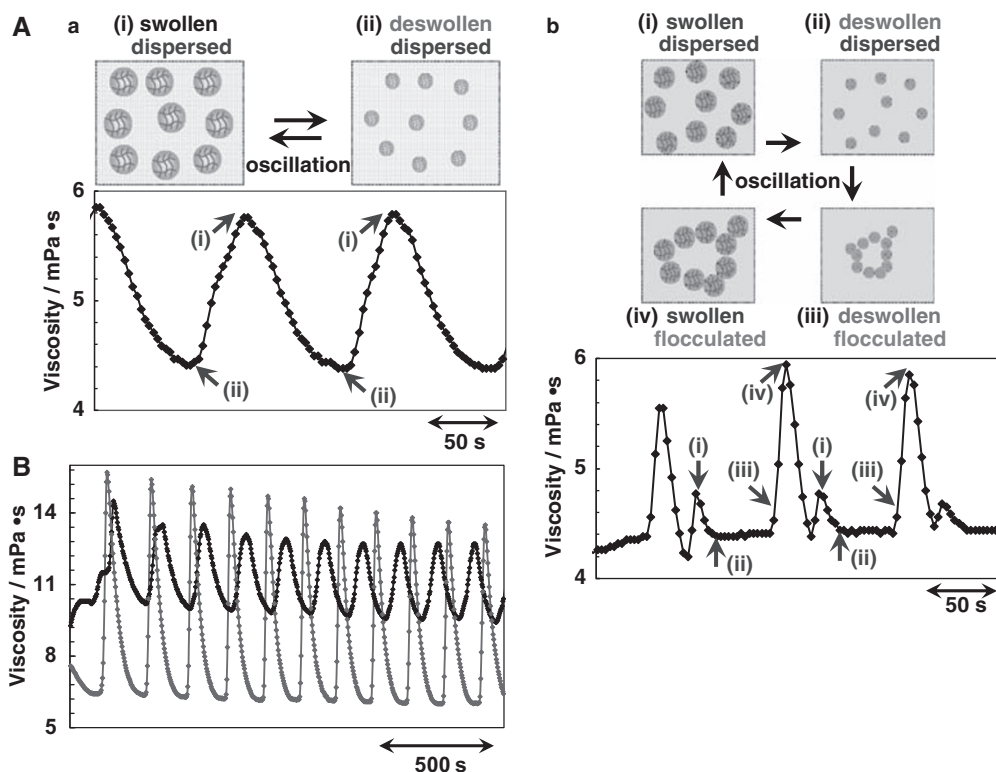 A
a
(i) swollen
dispersed
(ii) deswollen
dispersed
oscillation
Viscosity / mPa •s
6
5
4
(i)
(i)
(ii)
(ii)
50 s
B
Viscosity / mPa •s
14
11
8
5
500 s
b
(i) swollen
dispersed
(ii) deswollen
dispersed
oscillation
(iv) swollen
flocculated
(iii) deswollen
flocculated
Viscosity / mPa •s
6
5
4
(iv)
(iv)
(i)
(i)
(iii)
(iii)
(ii)
(ii)
50 s